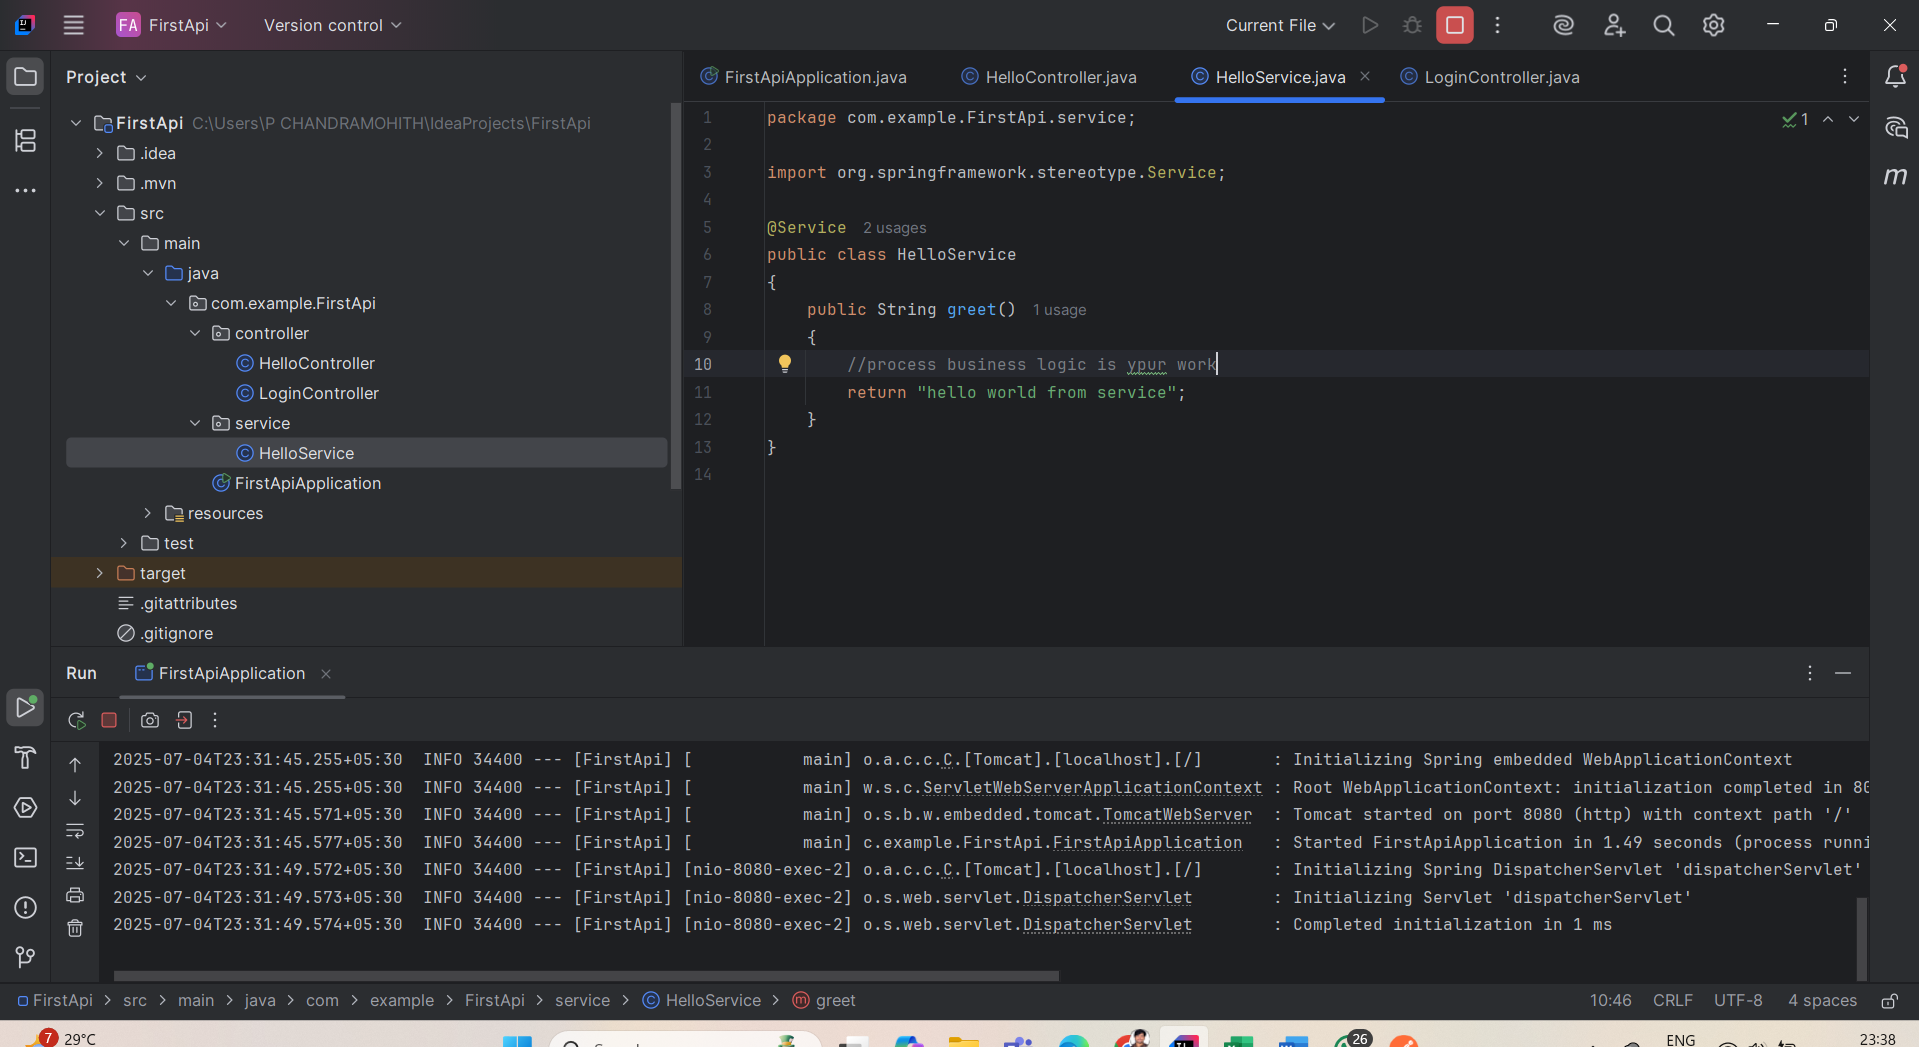 FA FirstApi Version control Current File
Project
FirstApi C:\Users\P CHANDRAMOHITH\IdeaProjects\FirstApi
.idea
.mvn
src
main
java
com.example.FirstApi
controller
HelloController
LoginController
service
HelloService
FirstApiApplication
resources
test
target
.gitattributes
.gitignore
FirstApiApplication.java HelloController.java HelloService.java LoginController.java
1 package com.example.FirstApi.service;
2
3 import org.springframework.stereotype.Service;
4
5 @Service 2 usages
6 public class HelloService
7 {
8 public String greet() 1 usage
9 {
10 //process business logic is ypur work
11 return "hello world from service";
12 }
13 }
14
1
m
Run FirstApiApplication
2025-07-04T23:31:45.255+05:30 INFO 34400 --- [FirstApi] [ main] o.a.c.c.C.[Tomcat].[localhost].[/] : Initializing Spring embedded WebApplicationContext
2025-07-04T23:31:45.255+05:30 INFO 34400 --- [FirstApi] [ main] w.s.c.ServletWebServerApplicationContext : Root WebApplicationContext: initialization completed in 80
2025-07-04T23:31:45.571+05:30 INFO 34400 --- [FirstApi] [ main] o.s.b.w.embedded.tomcat.TomcatWebServer : Tomcat started on port 8080 (http) with context path '/'
2025-07-04T23:31:45.577+05:30 INFO 34400 --- [FirstApi] [ main] c.example.FirstApi.FirstApiApplication : Started FirstApiApplication in 1.49 seconds (process runni
2025-07-04T23:31:49.572+05:30 INFO 34400 --- [FirstApi] [nio-8080-exec-2] o.a.c.c.C.[Tomcat].[localhost].[/] : Initializing Spring DispatcherServlet 'dispatcherServlet'
2025-07-04T23:31:49.573+05:30 INFO 34400 --- [FirstApi] [nio-8080-exec-2] o.s.web.servlet.DispatcherServlet : Initializing Servlet 'dispatcherServlet'
2025-07-04T23:31:49.574+05:30 INFO 34400 --- [FirstApi] [nio-8080-exec-2] o.s.web.servlet.DispatcherServlet : Completed initialization in 1 ms
FirstApi > src > main > java > com > example > FirstApi > service > HelloService > greet 10:46 CRLF UTF-8 4 spaces
7 29°C 26 ENG 23:38